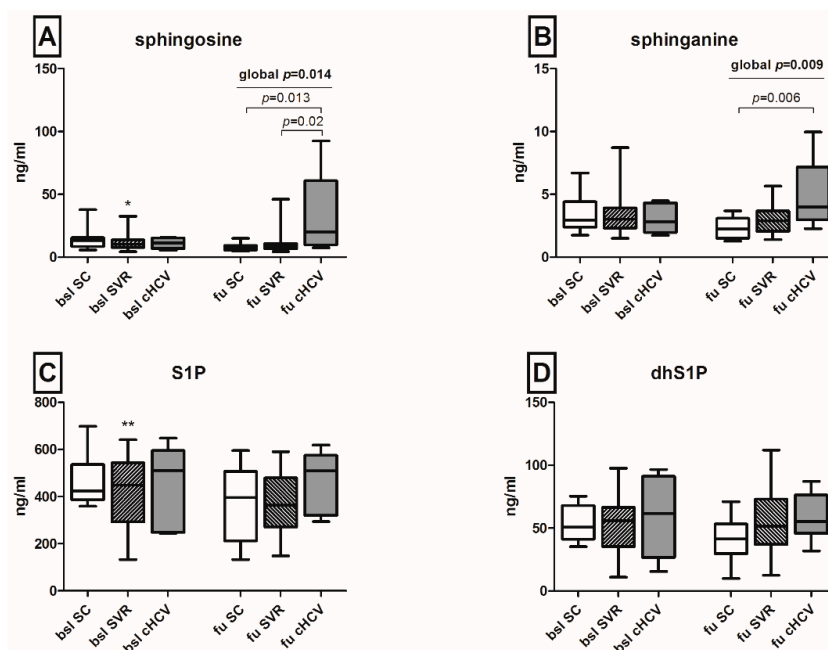 A
sphingosine
150
100
50
0
ng/ml
global p=0.014
p=0.013
p=0.02
*
bsl SC
bsl SVR
bsl cHCV
fu SC
fu SVR
fu cHCV
B
sphinganine
15
10
5
0
ng/ml
global p=0.009
p=0.006
bsl SC
bsl SVR
bsl cHCV
fu SC
fu SVR
fu cHCV
C
S1P
800
600
400
200
0
ng/ml
**
bsl SC
bsl SVR
bsl cHCV
fu SC
fu SVR
fu cHCV
D
dhS1P
150
100
50
0
ng/ml
bsl SC
bsl SVR
bsl cHCV
fu SC
fu SVR
fu cHCV